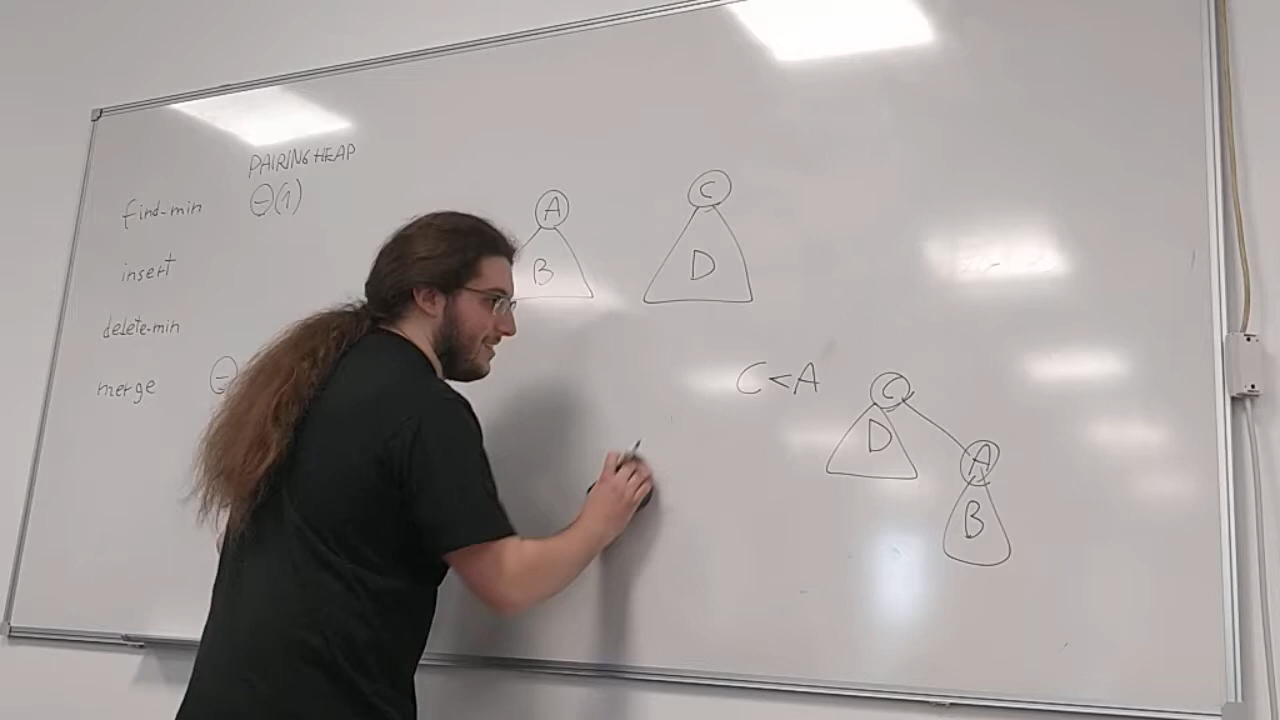 PAIRING HEAP
find-min Θ(1)
insert
delete-min
merge Θ
A
B
C
D
C<A
C
D
A
B